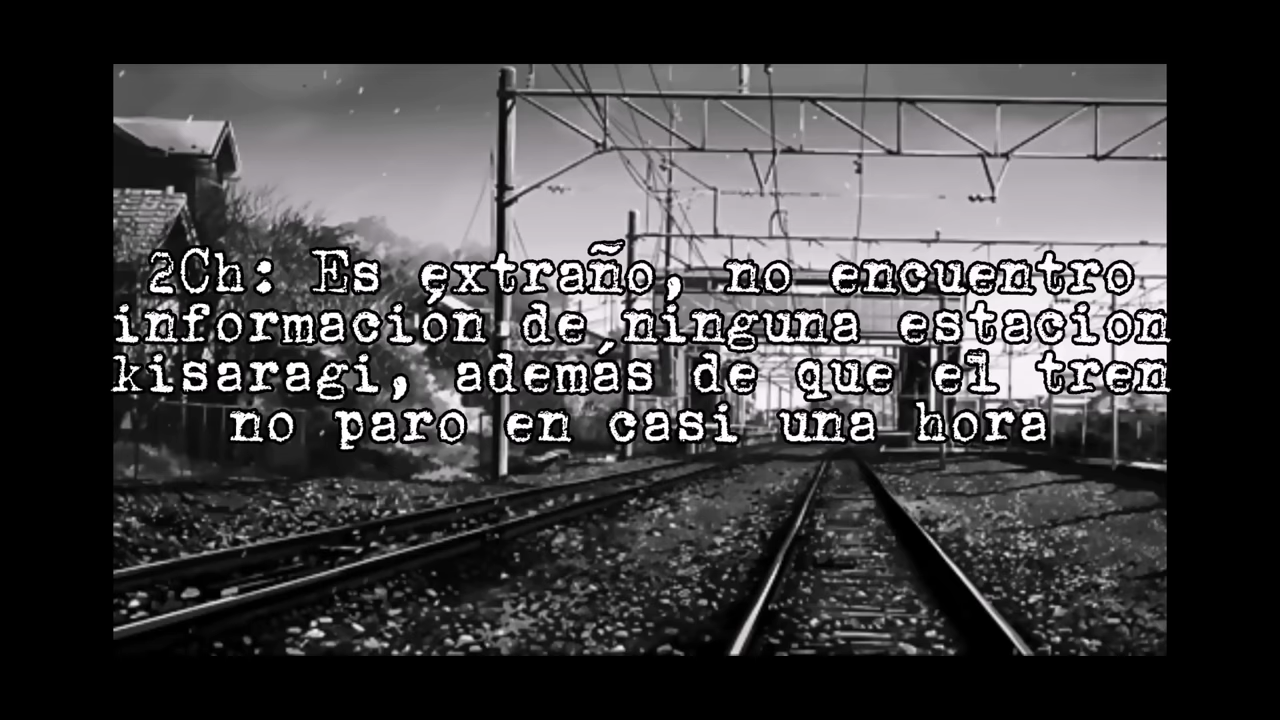 2Ch: Es extraño, no encuentro
información de ninguna estacion
kisaragi, además de que el tren
no paro en casi una hora